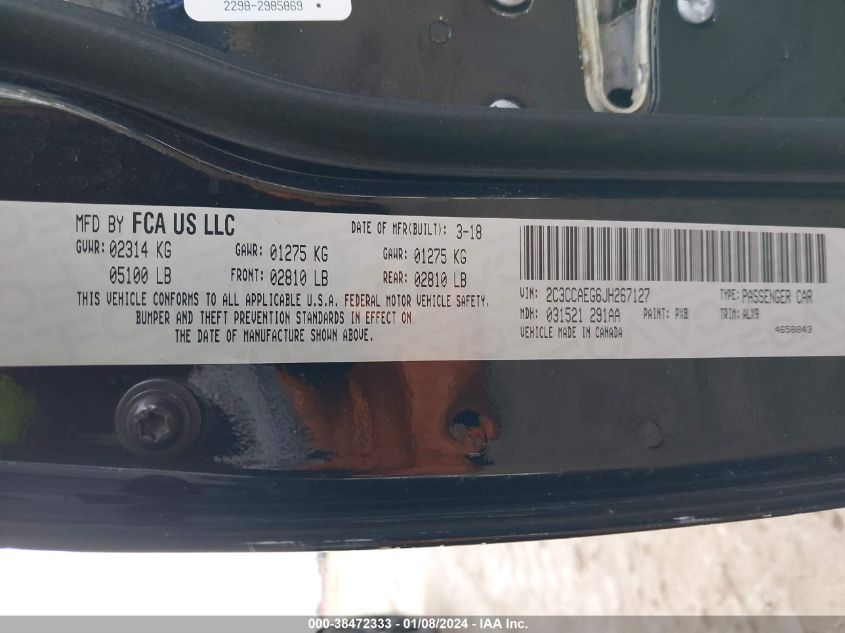 2298-2985869
MFD BY FCA US LLC
DATE OF MFR(BUILT): 3-18
GVWR: 02314 KG GAWR: 01275 KG GAWR: 01275 KG
05100 LB FRONT: 02810 LB REAR: 02810 LB
THIS VEHICLE CONFORMS TO ALL APPLICABLE U.S.A. FEDERAL MOTOR VEHICLE SAFETY,
BUMPER AND THEFT PREVENTION STANDARDS IN EFFECT ON
THE DATE OF MANUFACTURE SHOWN ABOVE.
VIN: 2C3CCAEG6JH267127 TYPE: PASSENGER CAR
MDH: 031521 291AA PAINT: PX8 TRIM: ALX9
VEHICLE MADE IN CANADA 4658843
000-38472333 - 01/08/2024 - IAA Inc.